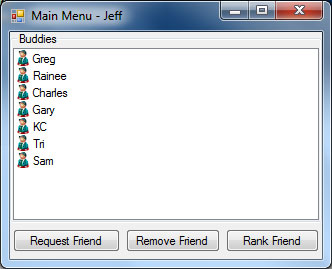 Main Menu - Jeff
Buddies
Greg
Rainee
Charles
Gary
KC
Tri
Sam
Request Friend Remove Friend Rank Friend